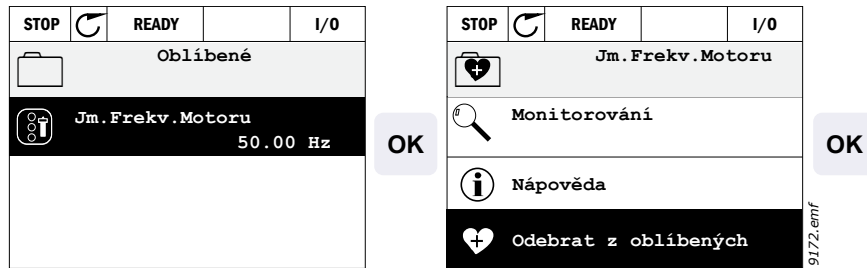 STOP READY I/O
Oblíbené
Jm.Frekv.Motoru
50.00 Hz
OK
STOP READY I/O
Jm.Frekv.Motoru
Monitorování
Nápověda
Odebrat z oblíbených
OK
9172.emf